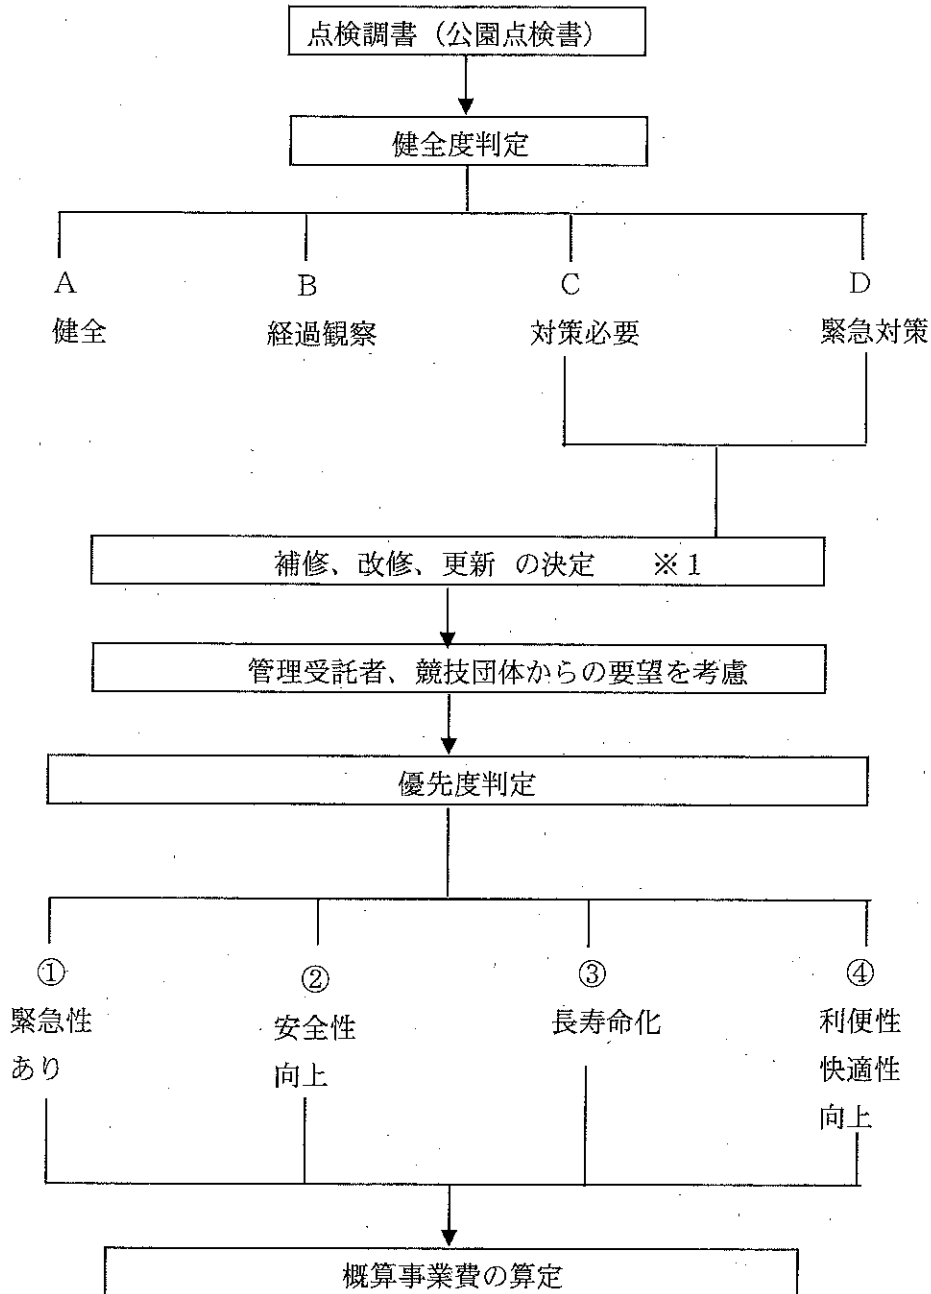 点検調書（公園点検書）
健全度判定
A
B
C
D
健全
経過観察
対策必要
緊急対策
補修、改修、更新 の決定　　※１
管理受託者、競技団体からの要望を考慮
優先度判定
①
緊急性
あり
②
安全性
向上
③
長寿命化
④
利便性
快適性
向上
概算事業費の算定